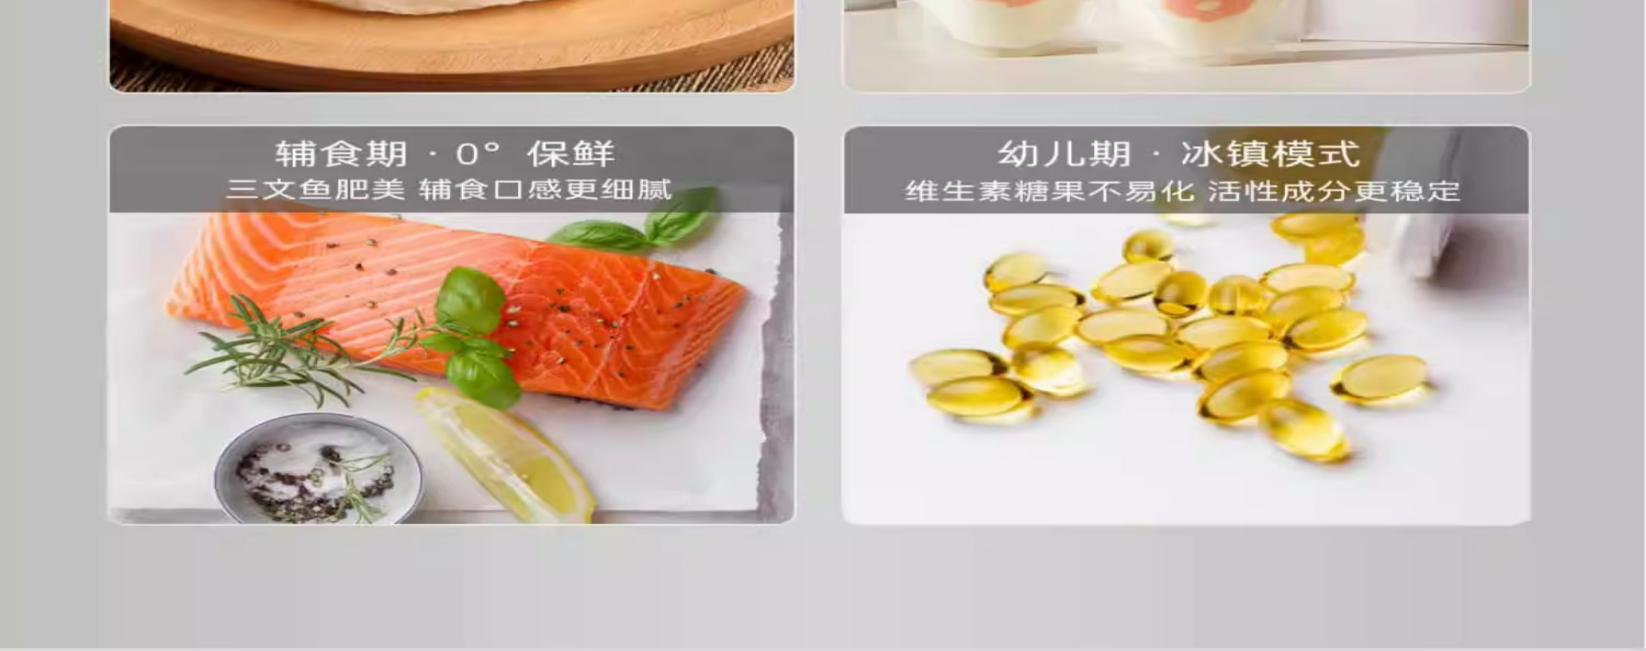 辅食期 · 0° 保鲜
三文鱼肥美 辅食口感更细腻
幼儿期 · 冰镇模式
维生素糖果不易化 活性成分更稳定